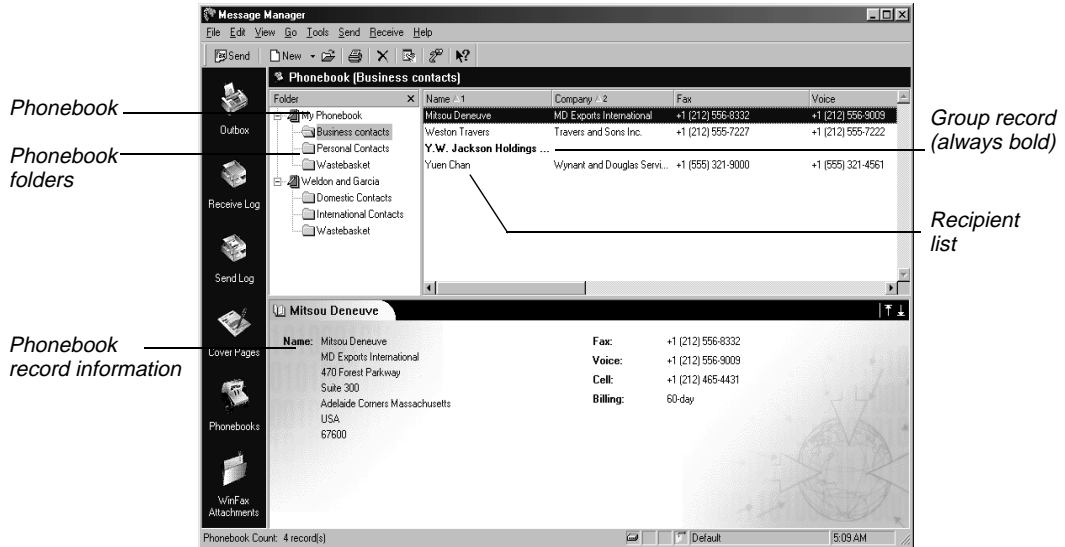 Message Manager
File Edit View Go Tools Send Receive Help
Send New
Phonebook (Business contacts)
Outbox
Receive Log
Send Log
Cover Pages
Phonebooks
WinFax
Attachments
Folder
My Phonebook
Business contacts
Personal Contacts
Wastebasket
Weldon and Garcia
Domestic Contacts
International Contacts
Wastebasket
Name 1 Company 2 Fax Voice
Mitsou Deneuve MD Exports International +1 (212) 556-8332 +1 (212) 556-9009
Weston Travers Travers and Sons Inc. +1 (212) 555-7227 +1 (212) 555-7222
Y.W. Jackson Holdings ...
Yuen Chan Wynant and Douglas Servi... +1 (555) 321-9000 +1 (555) 321-4561
Mitsou Deneuve
Name: Mitsou Deneuve
MD Exports International
470 Forest Parkway
Suite 300
Adelaide Corners Massachusetts
USA
67600
Fax: +1 (212) 556-8332
Voice: +1 (212) 556-9009
Cell: +1 (212) 465-4431
Billing: 60-day
Phonebook Count: 4 record(s) Default 5:09 AM
Phonebook
Phonebook
folders
Phonebook
record information
Group record
(always bold)
Recipient
list